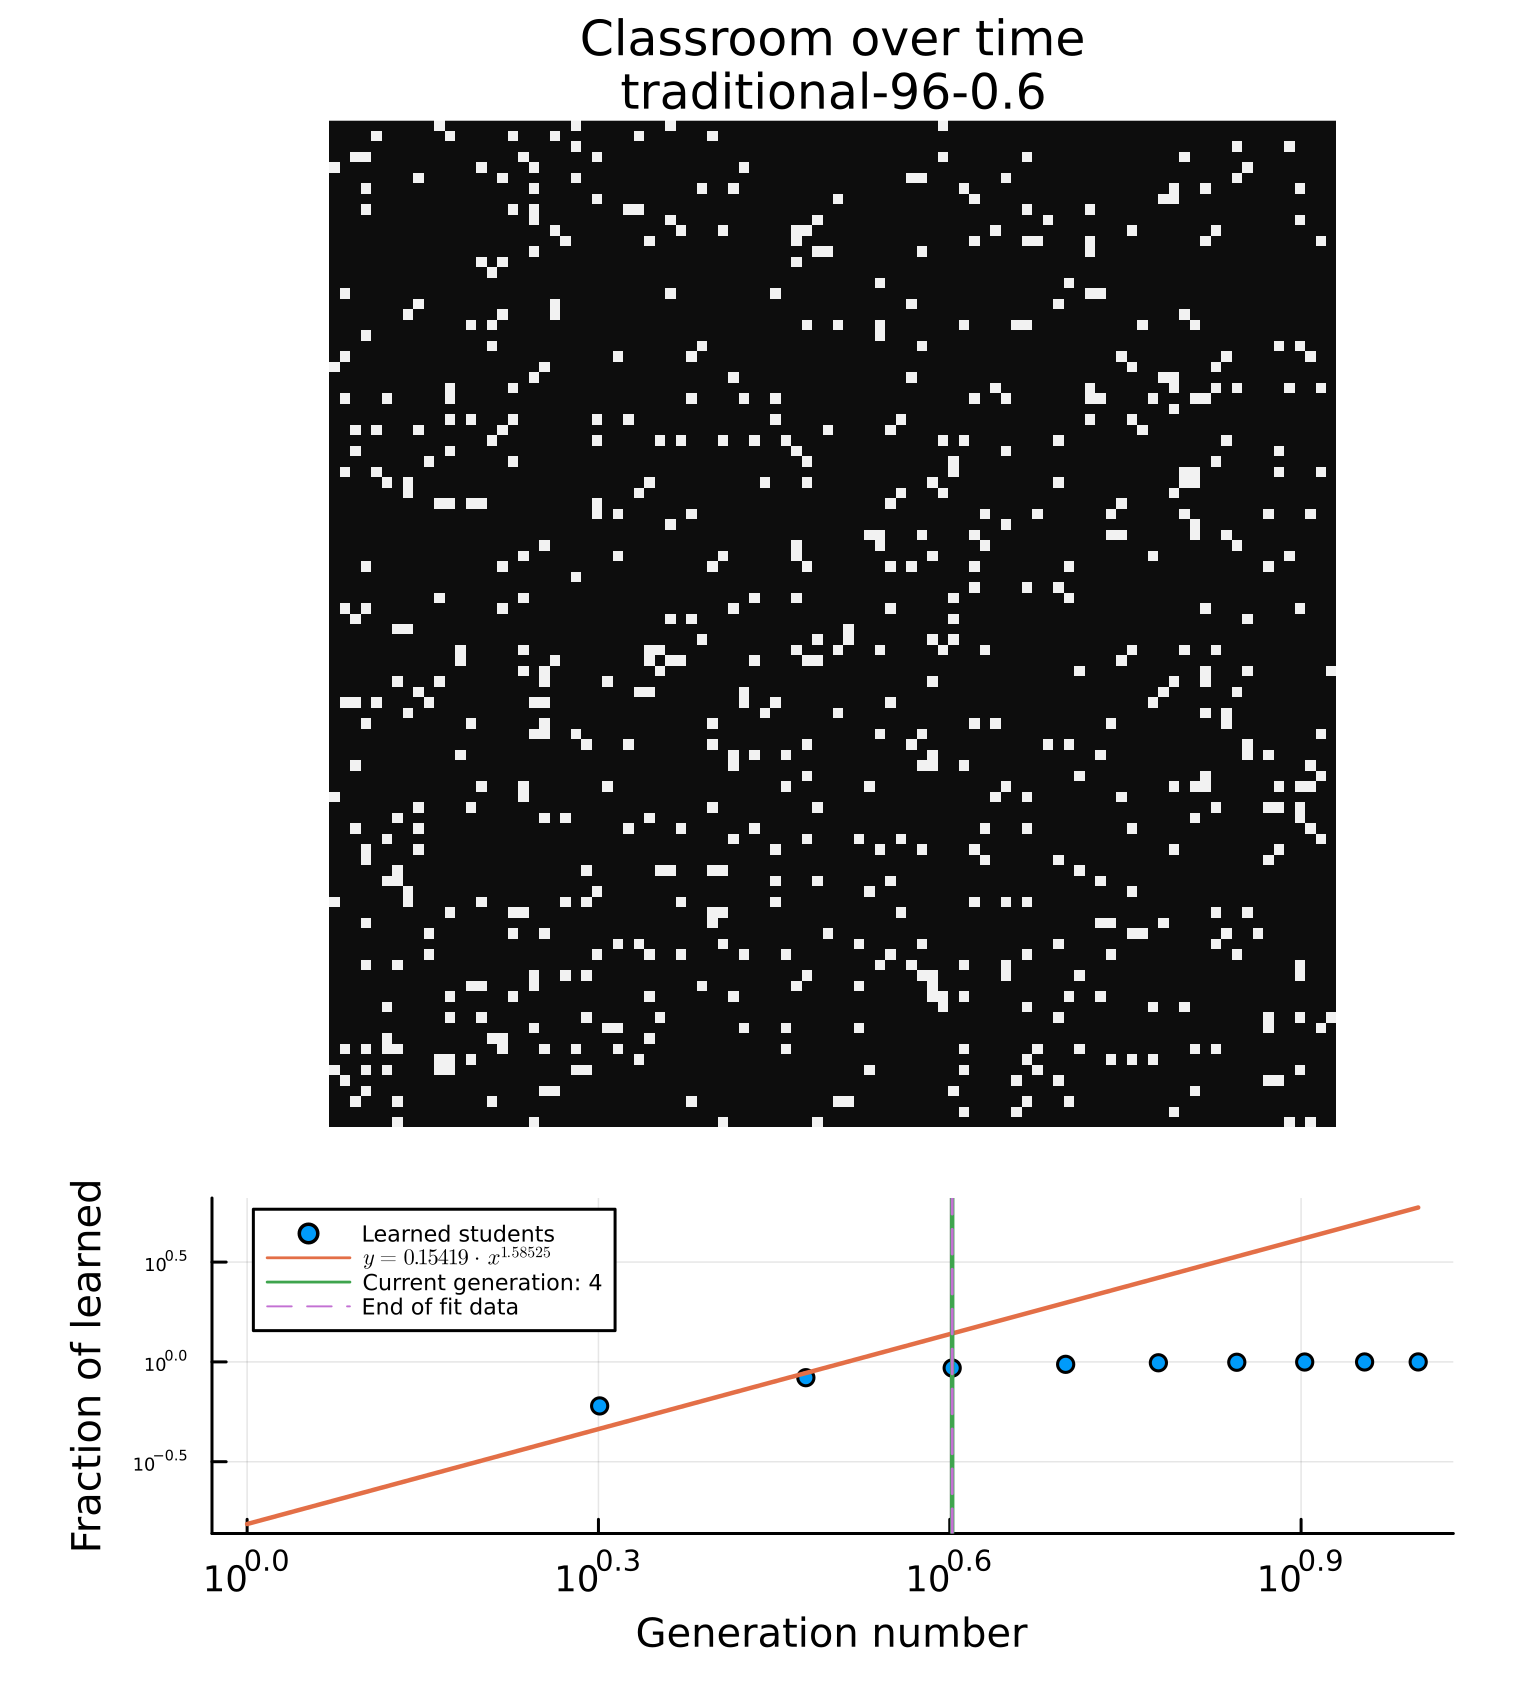 Classroom over time
traditional-96-0.6
Fraction of learned
Learned students
y = 0.15419 · x^1.58525
Current generation: 4
End of fit data
10^0.5
10^0.0
10^−0.5
10^0.0 10^0.3 10^0.6 10^0.9
Generation number